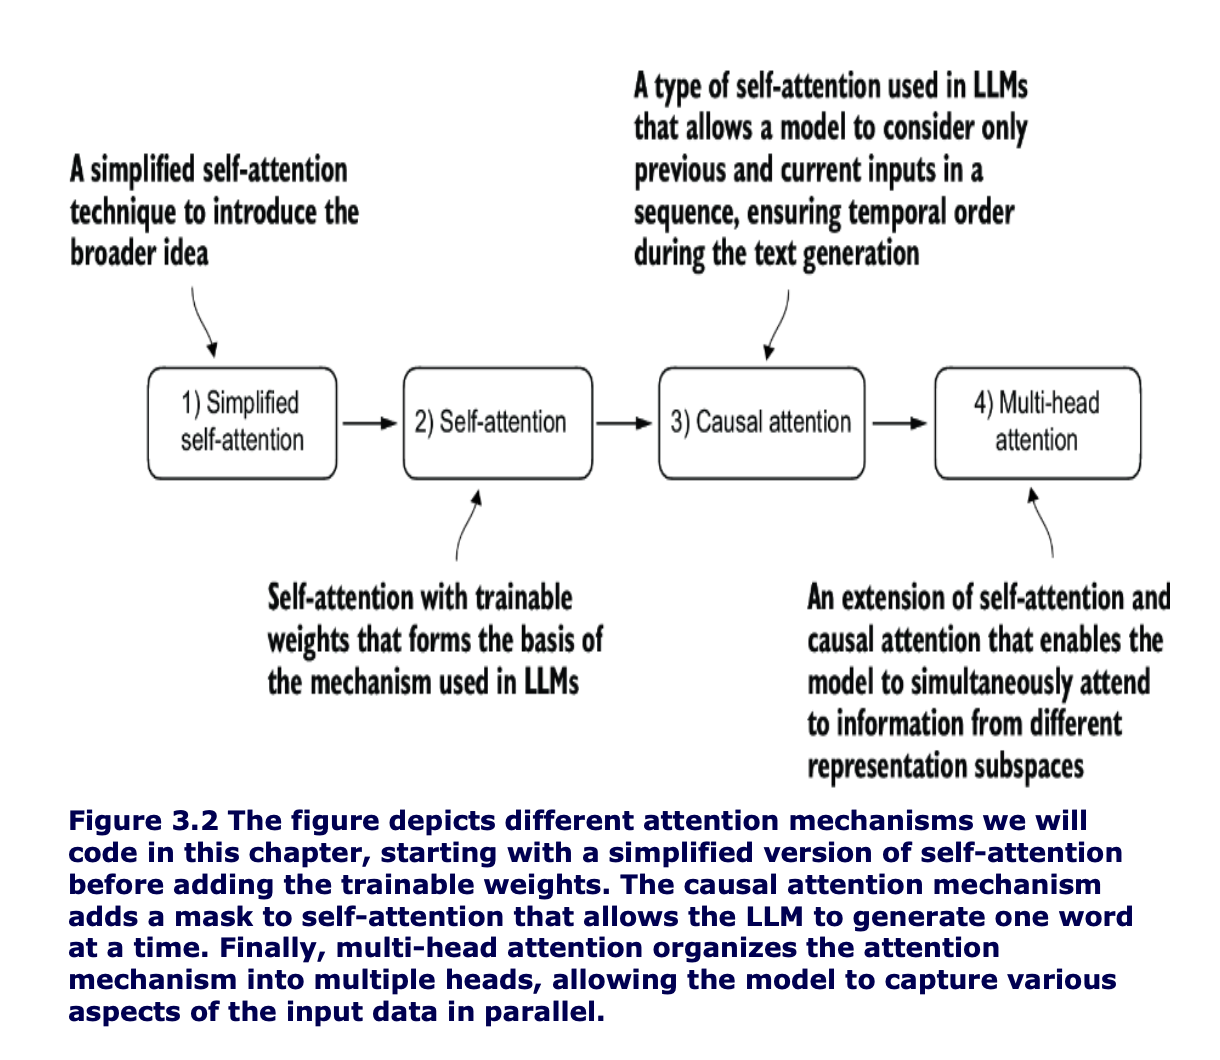 A type of self-attention used in LLMs
that allows a model to consider only
previous and current inputs in a
sequence, ensuring temporal order
during the text generation
A simplified self-attention
technique to introduce the
broader idea
1) Simplified
self-attention
2) Self-attention
3) Causal attention
4) Multi-head
attention
Self-attention with trainable
weights that forms the basis of
the mechanism used in LLMs
An extension of self-attention and
causal attention that enables the
model to simultaneously attend
to information from different
representation subspaces
Figure 3.2 The figure depicts different attention mechanisms we will
code in this chapter, starting with a simplified version of self-attention
before adding the trainable weights. The causal attention mechanism
adds a mask to self-attention that allows the LLM to generate one word
at a time. Finally, multi-head attention organizes the attention
mechanism into multiple heads, allowing the model to capture various
aspects of the input data in parallel.